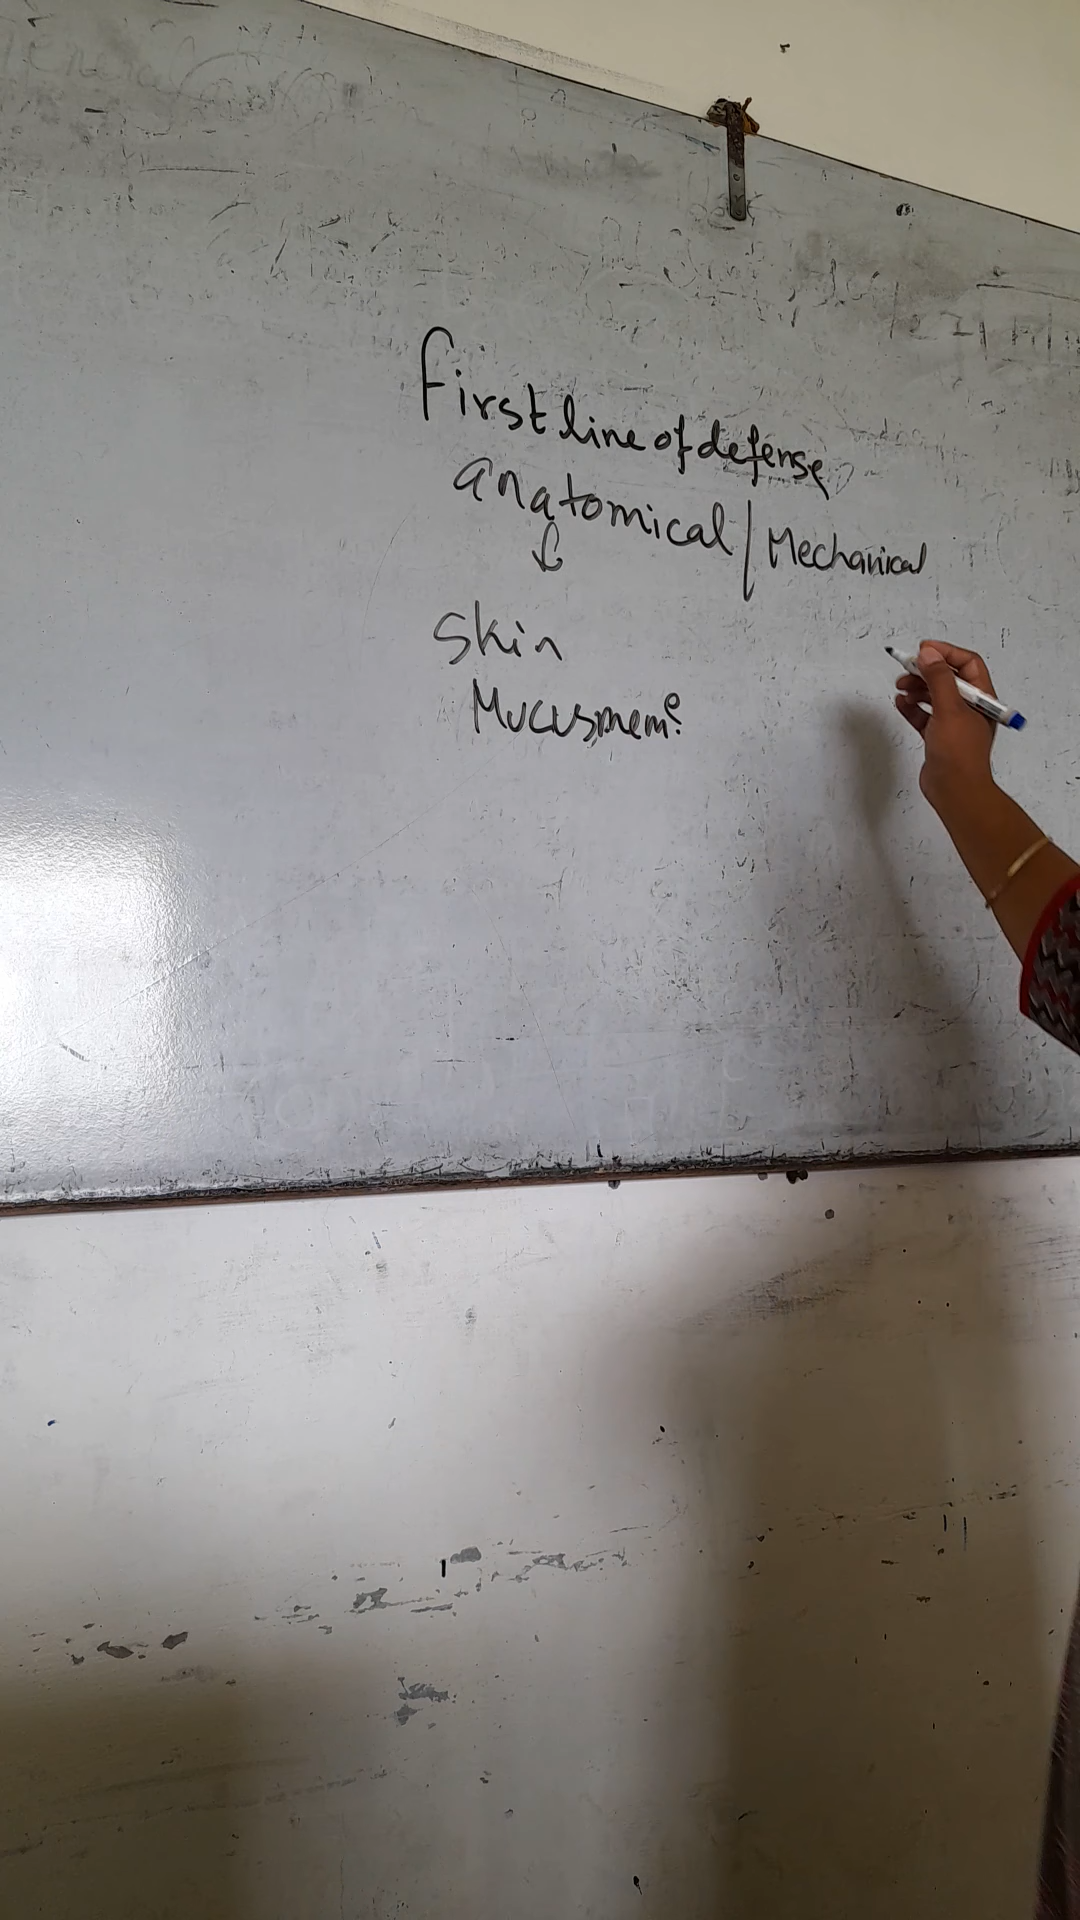 First line of defense
anatomical / Mechanical
↓
Skin
Mucusmem: